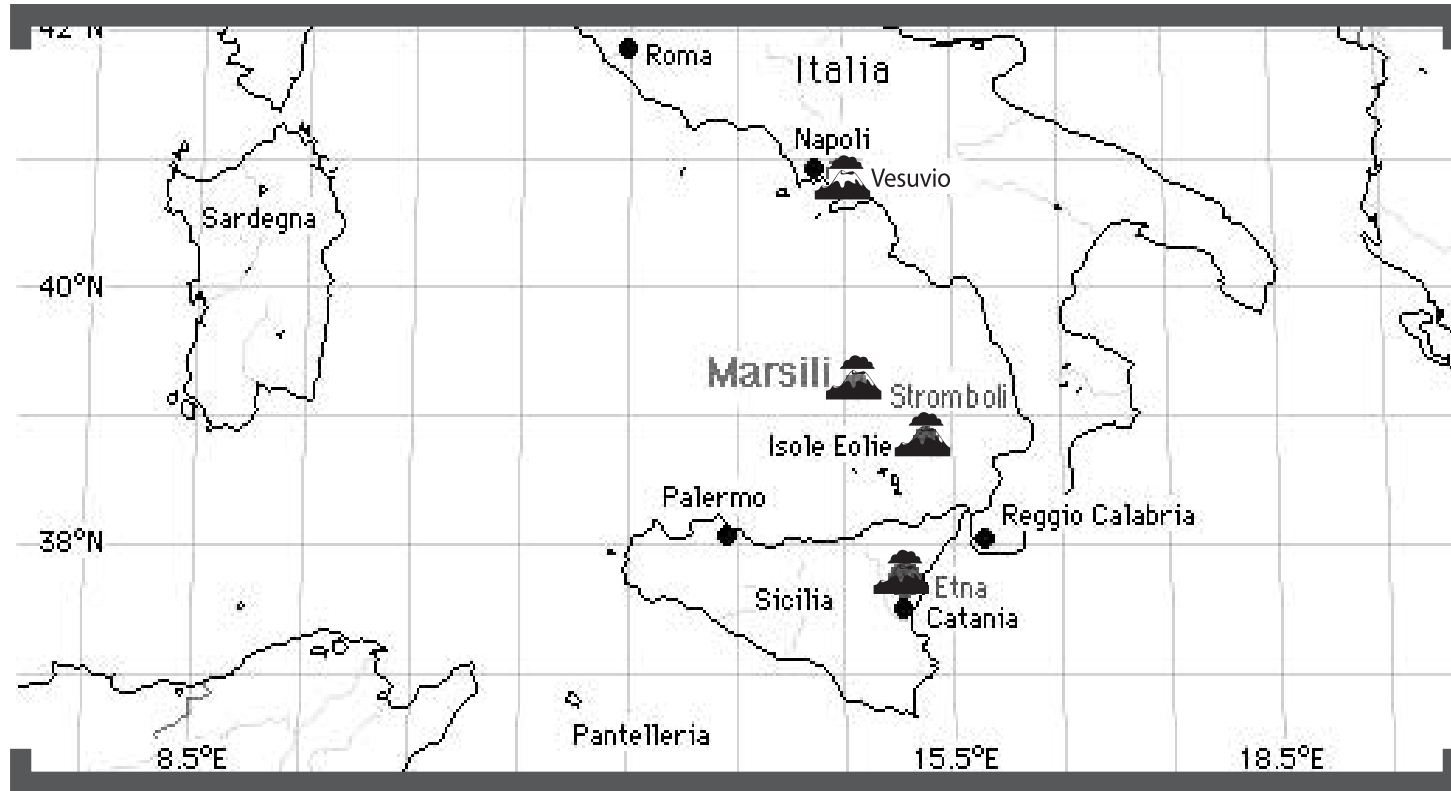 42°N
Roma
Italia
Napoli
Vesuvio
Sardegna
40°N
Marsili
Stromboli
Isole Eolie
Palermo
Reggio Calabria
38°N
Etna
Sicilia
Catania
Pantelleria
8.5°E
15.5°E
18.5°E